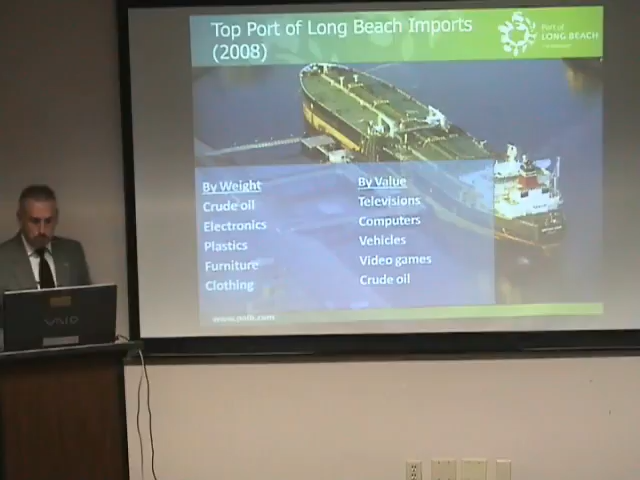 Top Port of Long Beach Imports
(2008)
Port of
LONG BEACH
By Weight
Crude oil
Electronics
Plastics
Furniture
Clothing
By Value
Televisions
Computers
Vehicles
Video games
Crude oil
www.polb.com
VAIO